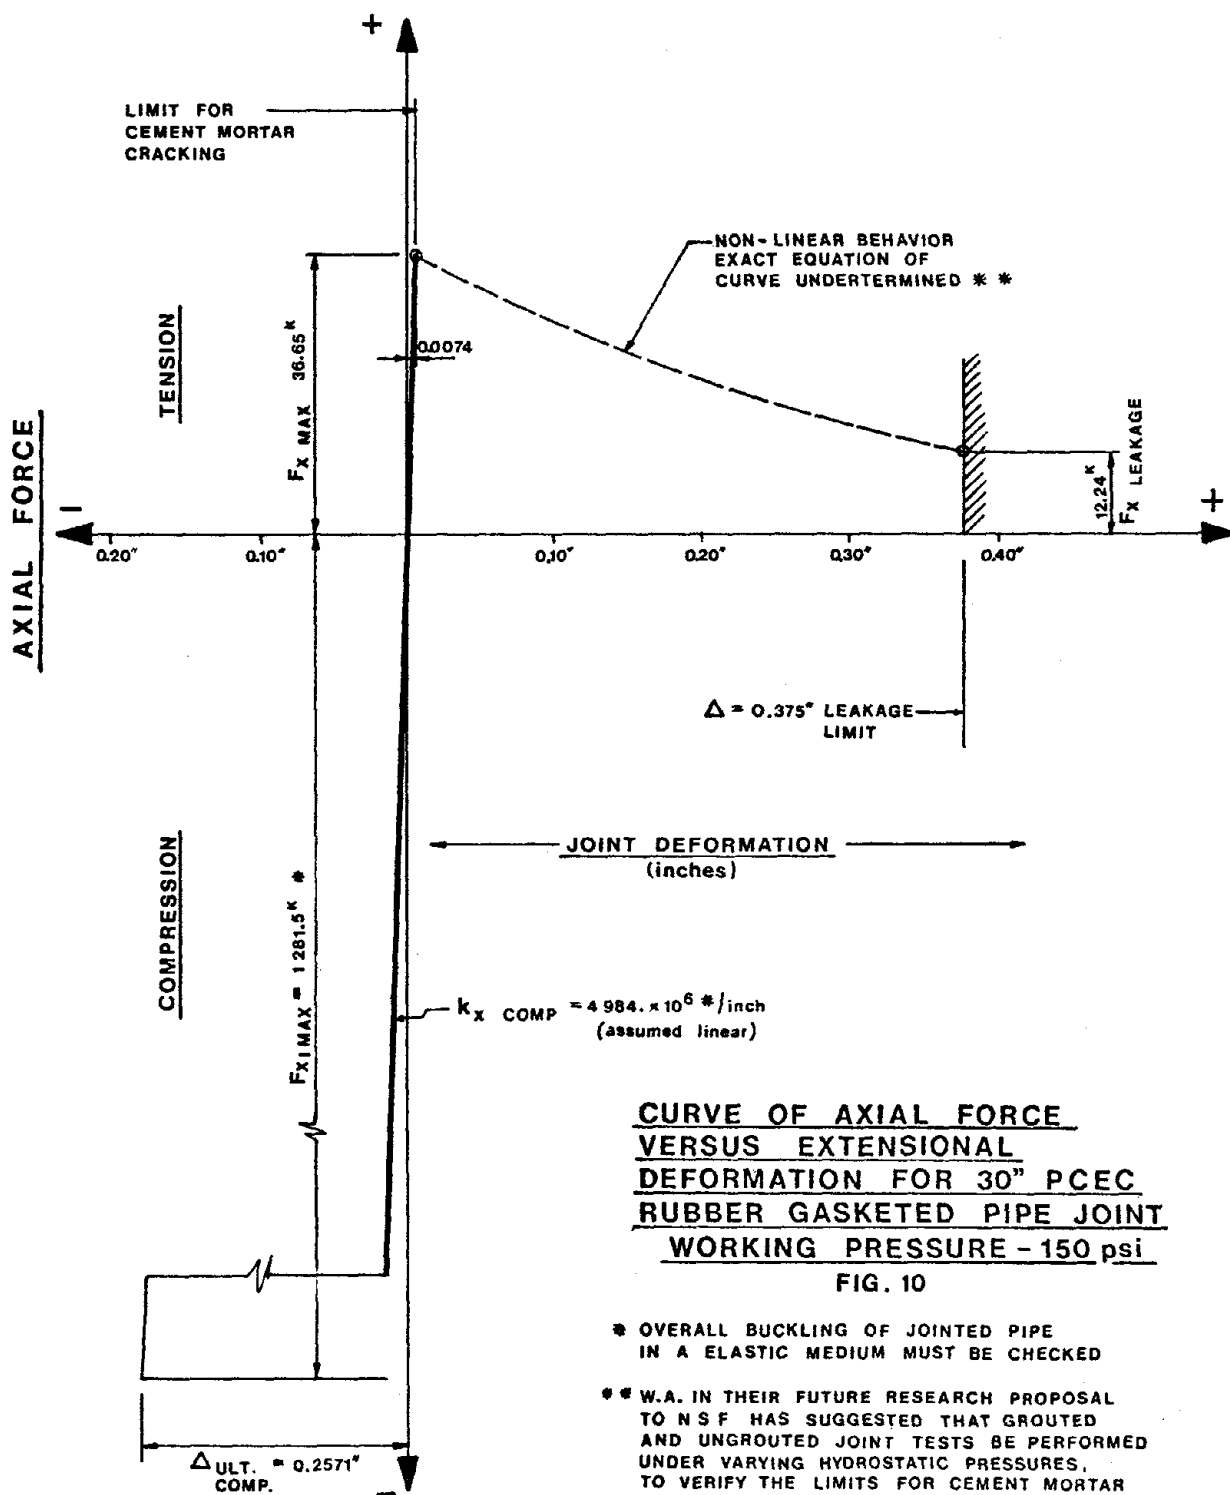 +
LIMIT FOR
CEMENT MORTAR
CRACKING
NON-LINEAR BEHAVIOR
EXACT EQUATION OF
CURVE UNDERTERMINED * *
0.0074
TENSION
Fx MAX 36.65ᴷ
AXIAL FORCE
−
+
0.20″ 0.10″ 0.10″ 0.20″ 0.30″ 0.40″
12.24ᴷ
Fx LEAKAGE
Δ = 0.375″ LEAKAGE
LIMIT
JOINT DEFORMATION
(inches)
COMPRESSION
Fx1 MAX = 1281.5ᴷ *
kx COMP = 4984.×10⁶ #/inch
(assumed linear)
CURVE OF AXIAL FORCE
VERSUS EXTENSIONAL
DEFORMATION FOR 30" PCEC
RUBBER GASKETED PIPE JOINT
WORKING PRESSURE - 150 psi
FIG. 10
* OVERALL BUCKLING OF JOINTED PIPE
IN A ELASTIC MEDIUM MUST BE CHECKED
** W.A. IN THEIR FUTURE RESEARCH PROPOSAL
TO NSF HAS SUGGESTED THAT GROUTED
AND UNGROUTED JOINT TESTS BE PERFORMED
UNDER VARYING HYDROSTATIC PRESSURES,
TO VERIFY THE LIMITS FOR CEMENT MORTAR
Δ ULT. = 0.2571″
COMP.
−